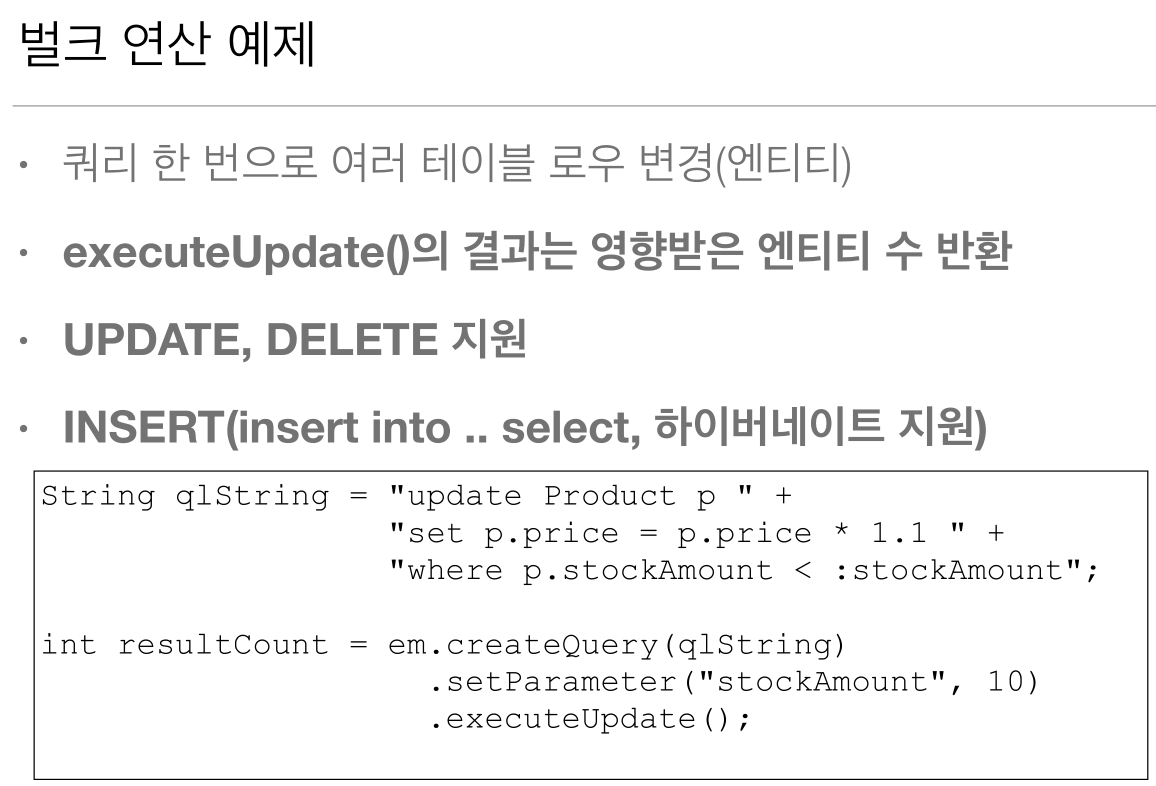 벌크 연산 예제
• 쿼리 한 번으로 여러 테이블 로우 변경(엔티티)
• executeUpdate()의 결과는 영향받은 엔티티 수 반환
• UPDATE, DELETE 지원
• INSERT(insert into .. select, 하이버네이트 지원)
String qlString = "update Product p " +
                  "set p.price = p.price * 1.1 " +
                  "where p.stockAmount < :stockAmount";

int resultCount = em.createQuery(qlString)
                    .setParameter("stockAmount", 10)
                    .executeUpdate();